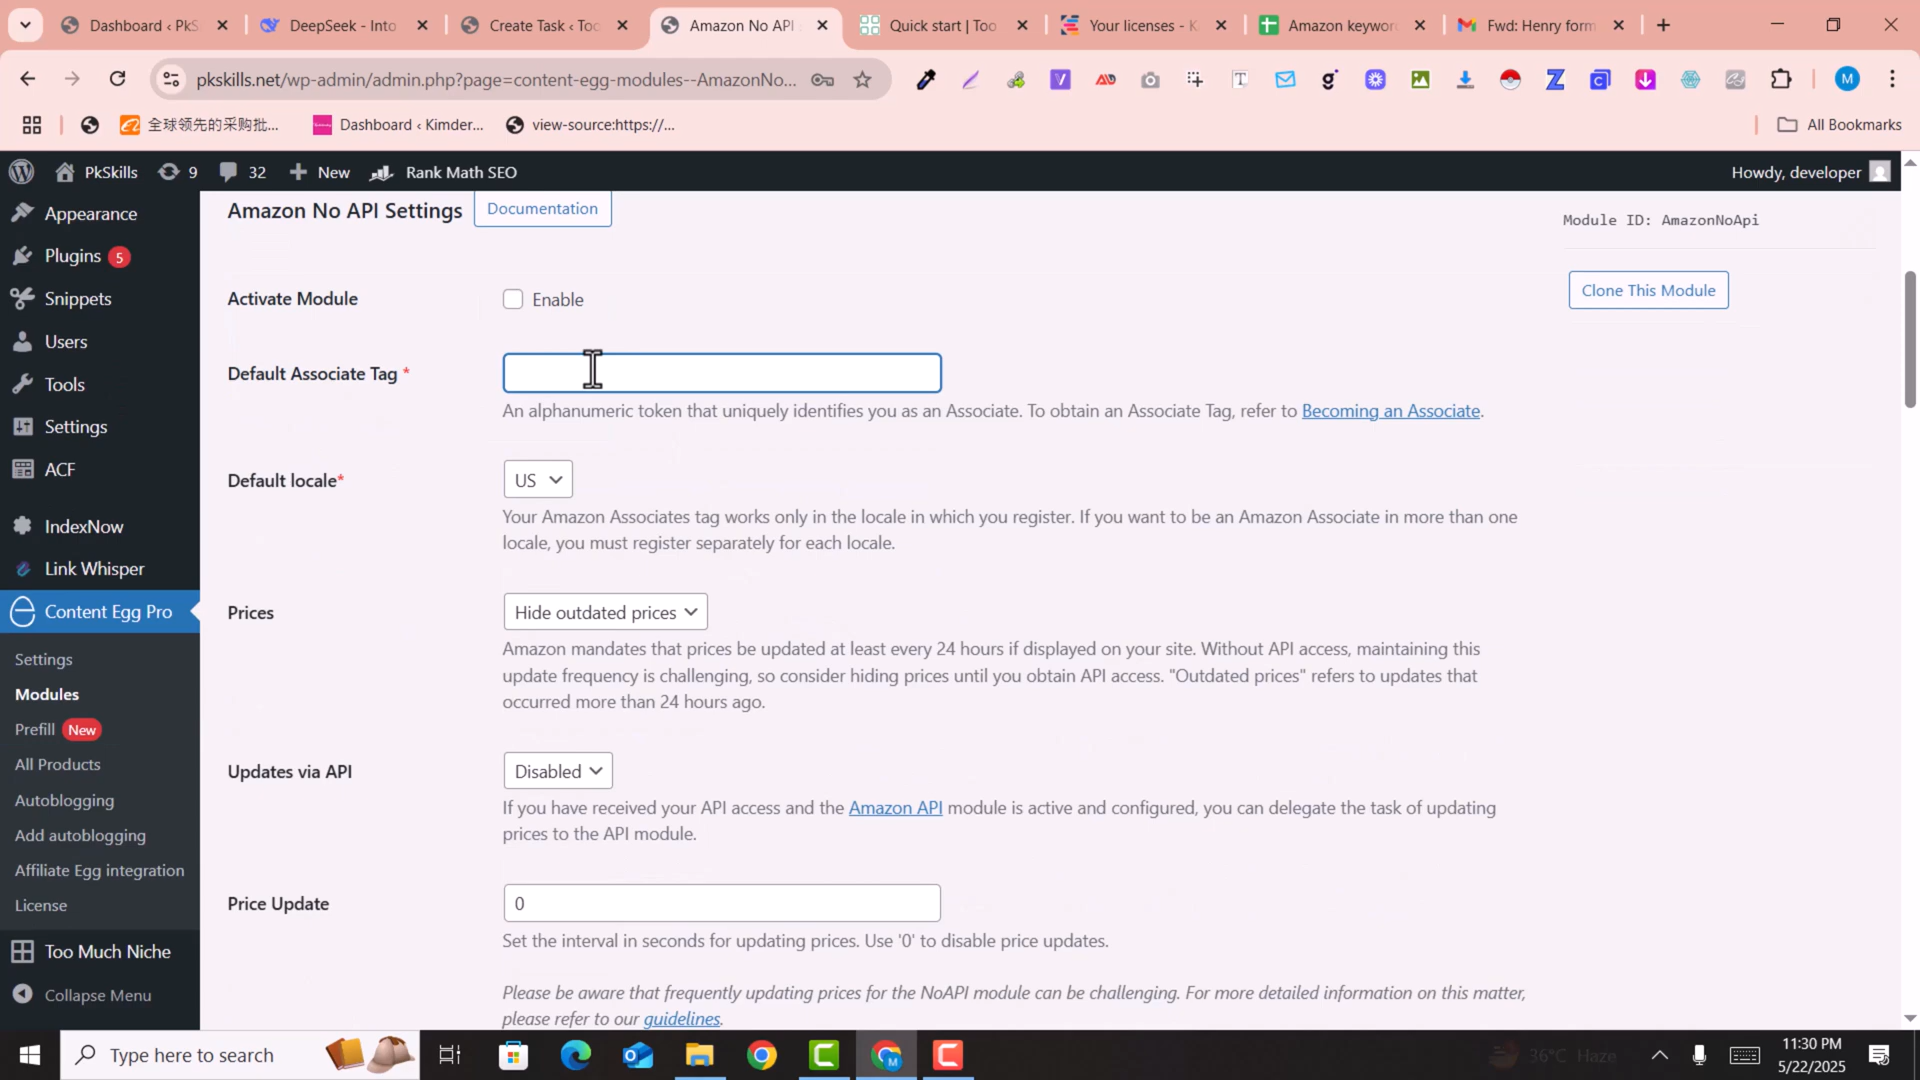 Dashboard ‹ PkS
DeepSeek - Into
Create Task ‹ Too
Amazon No API
Quick start | Too
Your licenses - K
Amazon keywor
Fwd: Henry form
pkskills.net/wp-admin/admin.php?page=content-egg-modules--AmazonNo...
M
全球领先的采购批...
Dashboard ‹ Kimder...
view-source:https://...
All Bookmarks
PkSkills
9
32
New
Rank Math SEO
Howdy, developer
Appearance
Plugins 5
Snippets
Users
Tools
Settings
ACF
IndexNow
Link Whisper
Content Egg Pro
Settings
Modules
Prefill New
All Products
Autoblogging
Add autoblogging
Affiliate Egg integration
License
Too Much Niche
Collapse Menu
Amazon No API Settings
Documentation
Module ID: AmazonNoApi
Clone This Module
Activate Module
Enable
Default Associate Tag *
An alphanumeric token that uniquely identifies you as an Associate. To obtain an Associate Tag, refer to Becoming an Associate.
Default locale*
US
Your Amazon Associates tag works only in the locale in which you register. If you want to be an Amazon Associate in more than one
locale, you must register separately for each locale.
Prices
Hide outdated prices
Amazon mandates that prices be updated at least every 24 hours if displayed on your site. Without API access, maintaining this
update frequency is challenging, so consider hiding prices until you obtain API access. "Outdated prices" refers to updates that
occurred more than 24 hours ago.
Updates via API
Disabled
If you have received your API access and the Amazon API module is active and configured, you can delegate the task of updating
prices to the API module.
Price Update
0
Set the interval in seconds for updating prices. Use '0' to disable price updates.
Please be aware that frequently updating prices for the NoAPI module can be challenging. For more detailed information on this matter,
please refer to our guidelines.
Type here to search
36°C Haze
11:30 PM
5/22/2025